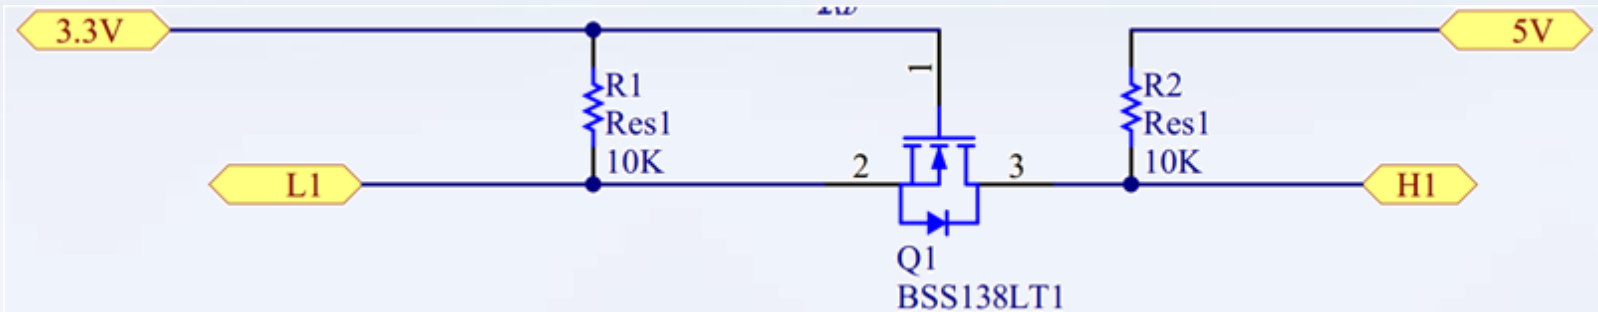 3.3V
5V
1
R1
Res1
10K
R2
Res1
10K
L1
2
3
H1
Q1
BSS138LT1